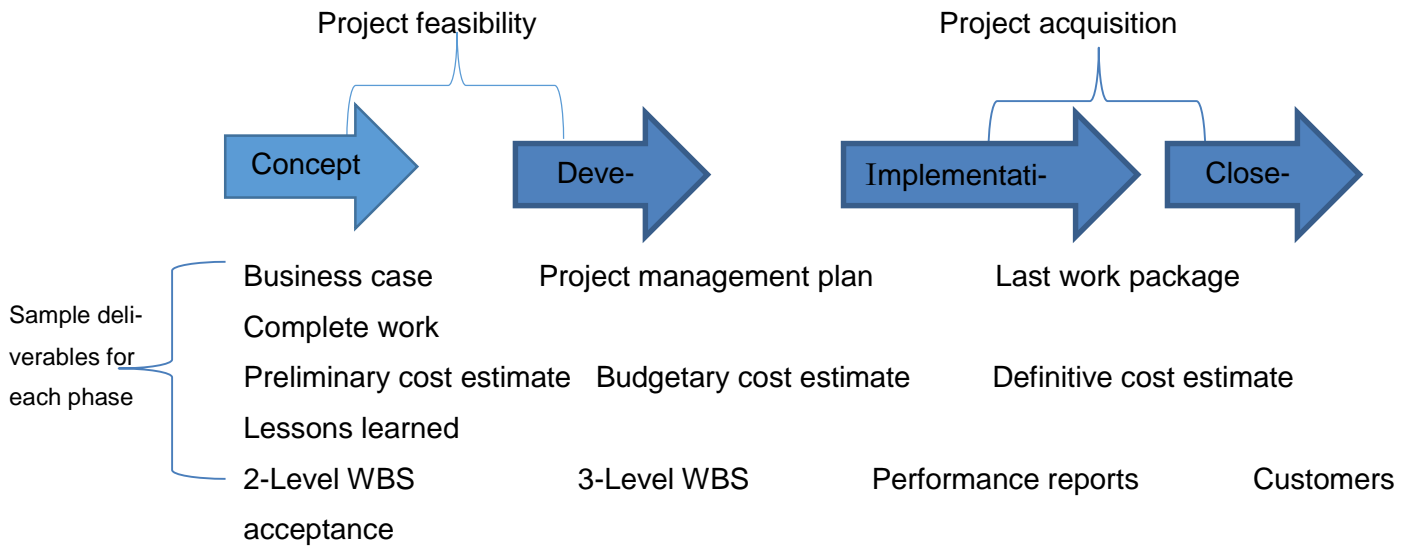 Project feasibility Project acquisition
Concept Deve- Implementati- Close-
Business case Project management plan Last work package
Sample deli-
Complete work
verables for
Preliminary cost estimate Budgetary cost estimate Definitive cost estimate
each phase
Lessons learned
2-Level WBS 3-Level WBS Performance reports Customers
acceptance